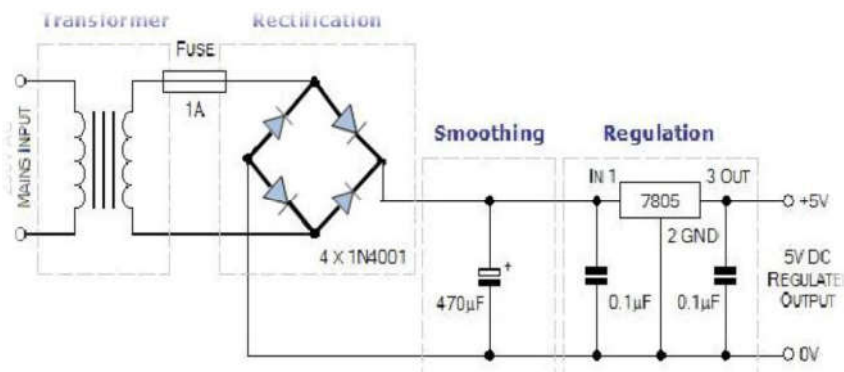 Transformer
Rectification
FUSE
1A
MAINS INPUT
4 X 1N4001
Smoothing
470µF
+
Regulation
IN 1
7805
3 OUT
2 GND
0.1µF
0.1µF
+5V
5V DC
REGULATE
OUTPUT
0V